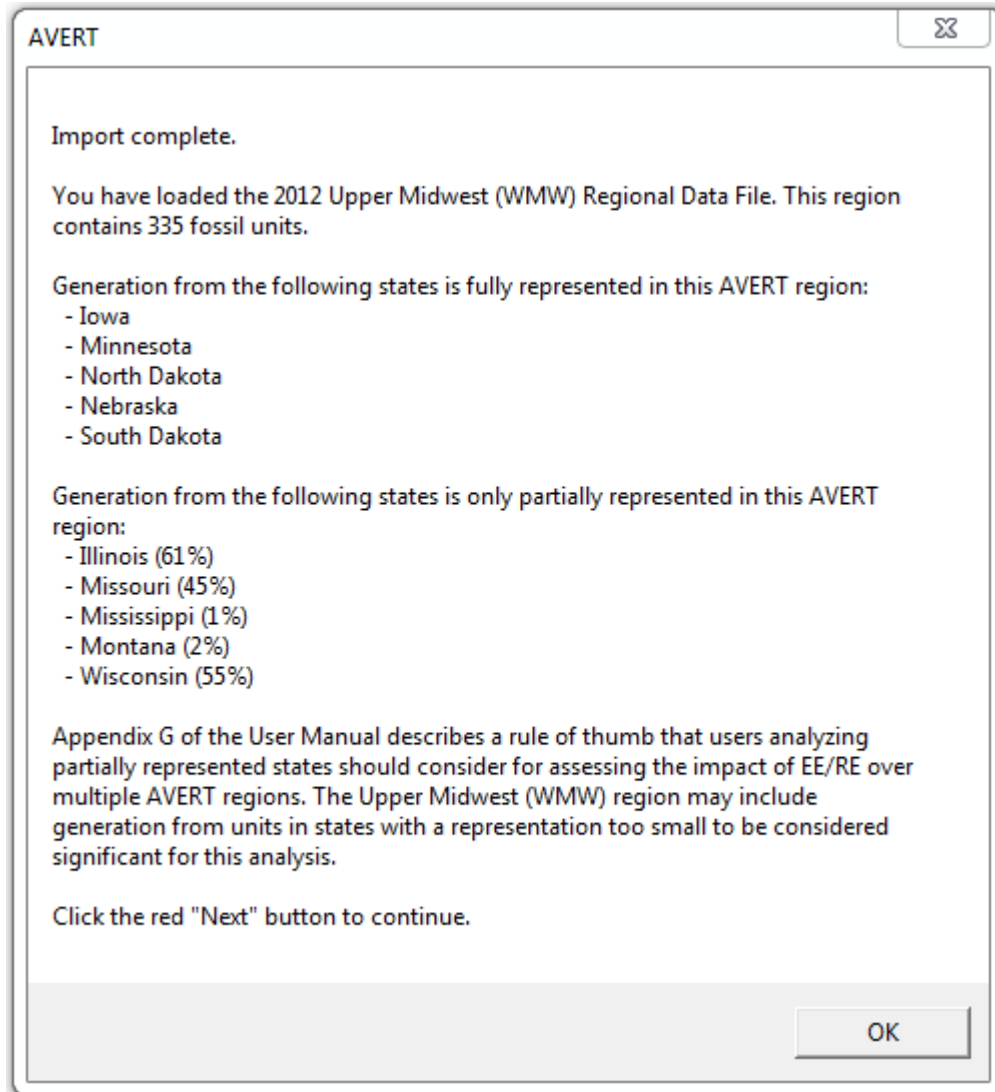 AVERT
Import complete.
You have loaded the 2012 Upper Midwest (WMW) Regional Data File. This region
contains 335 fossil units.
Generation from the following states is fully represented in this AVERT region:
- Iowa
- Minnesota
- North Dakota
- Nebraska
- South Dakota
Generation from the following states is only partially represented in this AVERT
region:
- Illinois (61%)
- Missouri (45%)
- Mississippi (1%)
- Montana (2%)
- Wisconsin (55%)
Appendix G of the User Manual describes a rule of thumb that users analyzing
partially represented states should consider for assessing the impact of EE/RE over
multiple AVERT regions. The Upper Midwest (WMW) region may include
generation from units in states with a representation too small to be considered
significant for this analysis.
Click the red "Next" button to continue.
OK